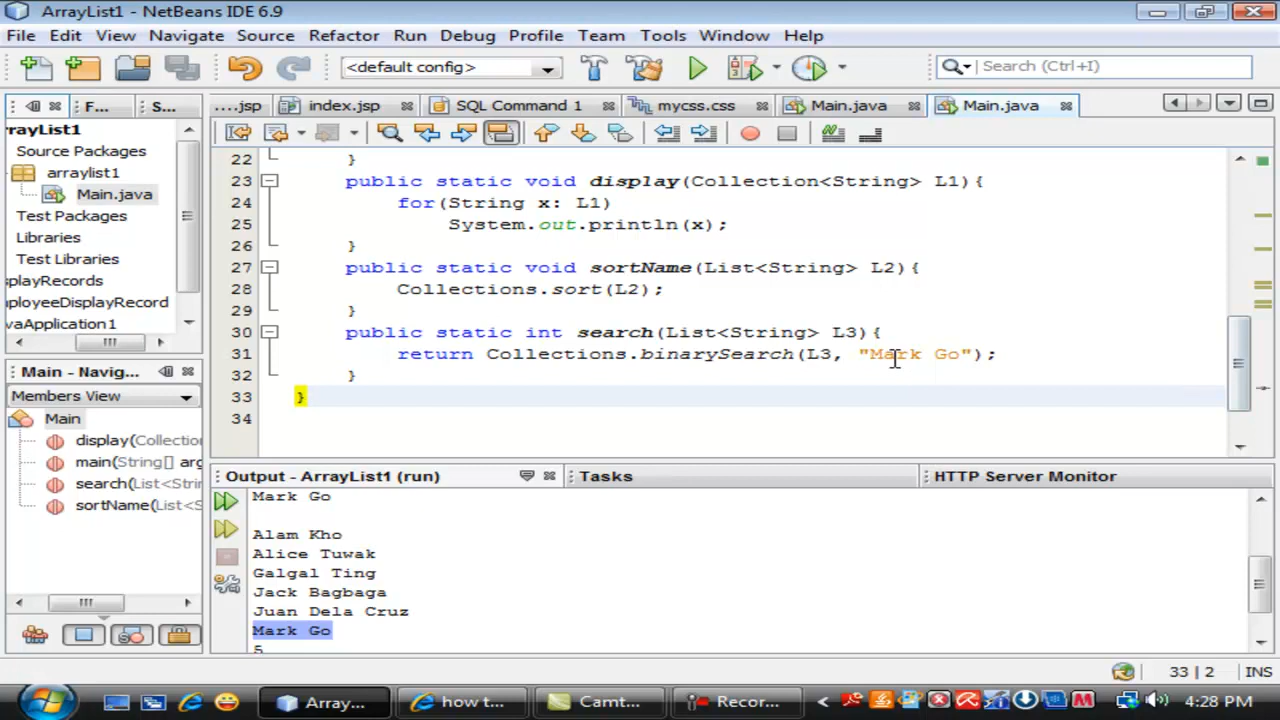 ArrayList1 - NetBeans IDE 6.9
File Edit View Navigate Source Refactor Run Debug Profile Team Tools Window Help
<default config>
Search (Ctrl+I)
F... S... ....jsp index.jsp SQL Command 1 mycss.css Main.java Main.java
rrayList1
Source Packages
arraylist1
Main.java
Test Packages
Libraries
Test Libraries
splayRecords
nployeeDisplayRecord
avaApplication1
22 }
23 public static void display(Collection<String> L1){
24 for(String x: L1)
25 System.out.println(x);
26 }
27 public static void sortName(List<String> L2){
28 Collections.sort(L2);
29 }
30 public static int search(List<String> L3){
31 return Collections.binarySearch(L3, "Mark Go");
32 }
33 }
34
Main - Navig...
Members View
Main
display(Collectio
main(String[] arg
search(List<Strin
sortName(List<S
Output - ArrayList1 (run) Tasks HTTP Server Monitor
Mark Go
Alam Kho
Alice Tuwak
Galgal Ting
Jack Bagbaga
Juan Dela Cruz
Mark Go
5
33 | 2 INS
Array... how t... Camt... Recor... 4:28 PM